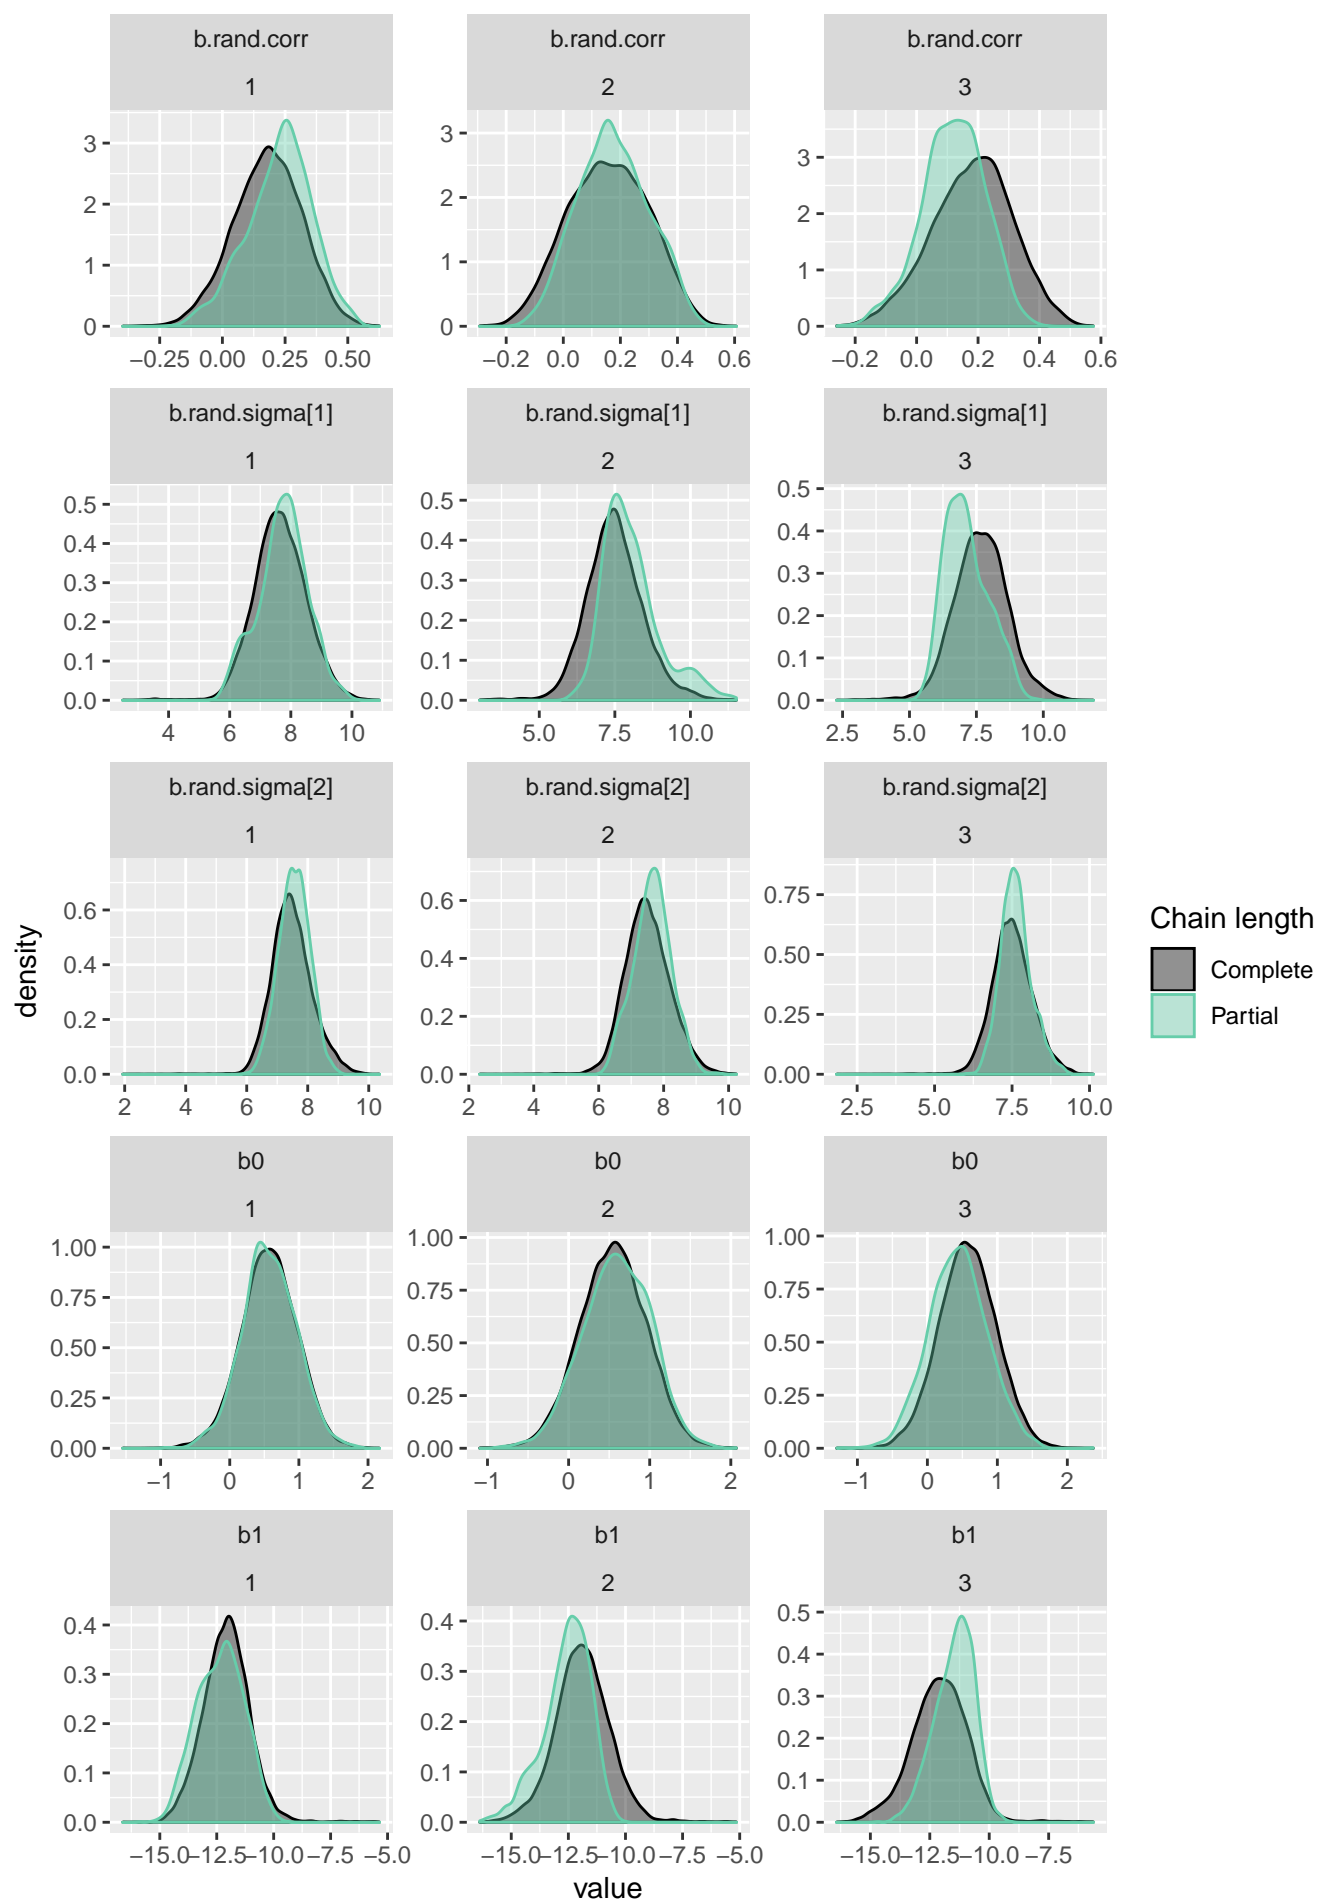 b.rand.corr b.rand.corr b.rand.corr
1 2 3
3 3 3
2 2 2
1 1 1
0 0 0
−0.25 0.00 0.25 0.50 −0.2 0.0 0.2 0.4 0.6 −0.2 0.0 0.2 0.4 0.6
b.rand.sigma[1] b.rand.sigma[1] b.rand.sigma[1]
1 2 3
0.5 0.5 0.5
0.4 0.4 0.4
0.3 0.3 0.3
0.2 0.2 0.2
0.1 0.1 0.1
0.0 0.0 0.0
4 6 8 10 5.0 7.5 10.0 2.5 5.0 7.5 10.0
b.rand.sigma[2] b.rand.sigma[2] b.rand.sigma[2]
1 2 3
0.6 0.6 0.75
0.4 0.4 0.50
0.2 0.2 0.25
0.0 0.0 0.00
2 4 6 8 10 2 4 6 8 10 2.5 5.0 7.5 10.0
b0 b0 b0
1 2 3
1.00 1.00 1.00
0.75 0.75 0.75
0.50 0.50 0.50
0.25 0.25 0.25
0.00 0.00 0.00
−1 0 1 2 −1 0 1 2 −1 0 1 2
b1 b1 b1
1 2 3
0.4 0.4 0.5
0.3 0.3 0.4
0.2 0.2 0.3
0.1 0.1 0.2
0.0 0.0 0.1
0.0
−15.0 −12.5 −10.0 −7.5 −5.0 −15.0 −12.5 −10.0 −7.5 −5.0 −15.0 −12.5 −10.0 −7.5
value
density
Chain length
Complete
Partial